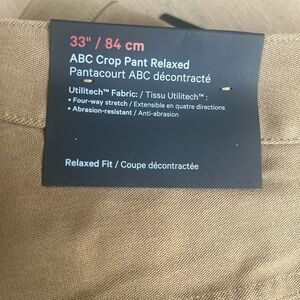 33" / 84 cm
ABC Crop Pant Relaxed
Pantacourt ABC décontracté
Utilitech™ Fabric: / Tissu Utilitech™ :
• Four-way stretch / Extensible en quatre directions
• Abrasion-resistant / Anti-abrasion
Relaxed Fit / Coupe décontractée